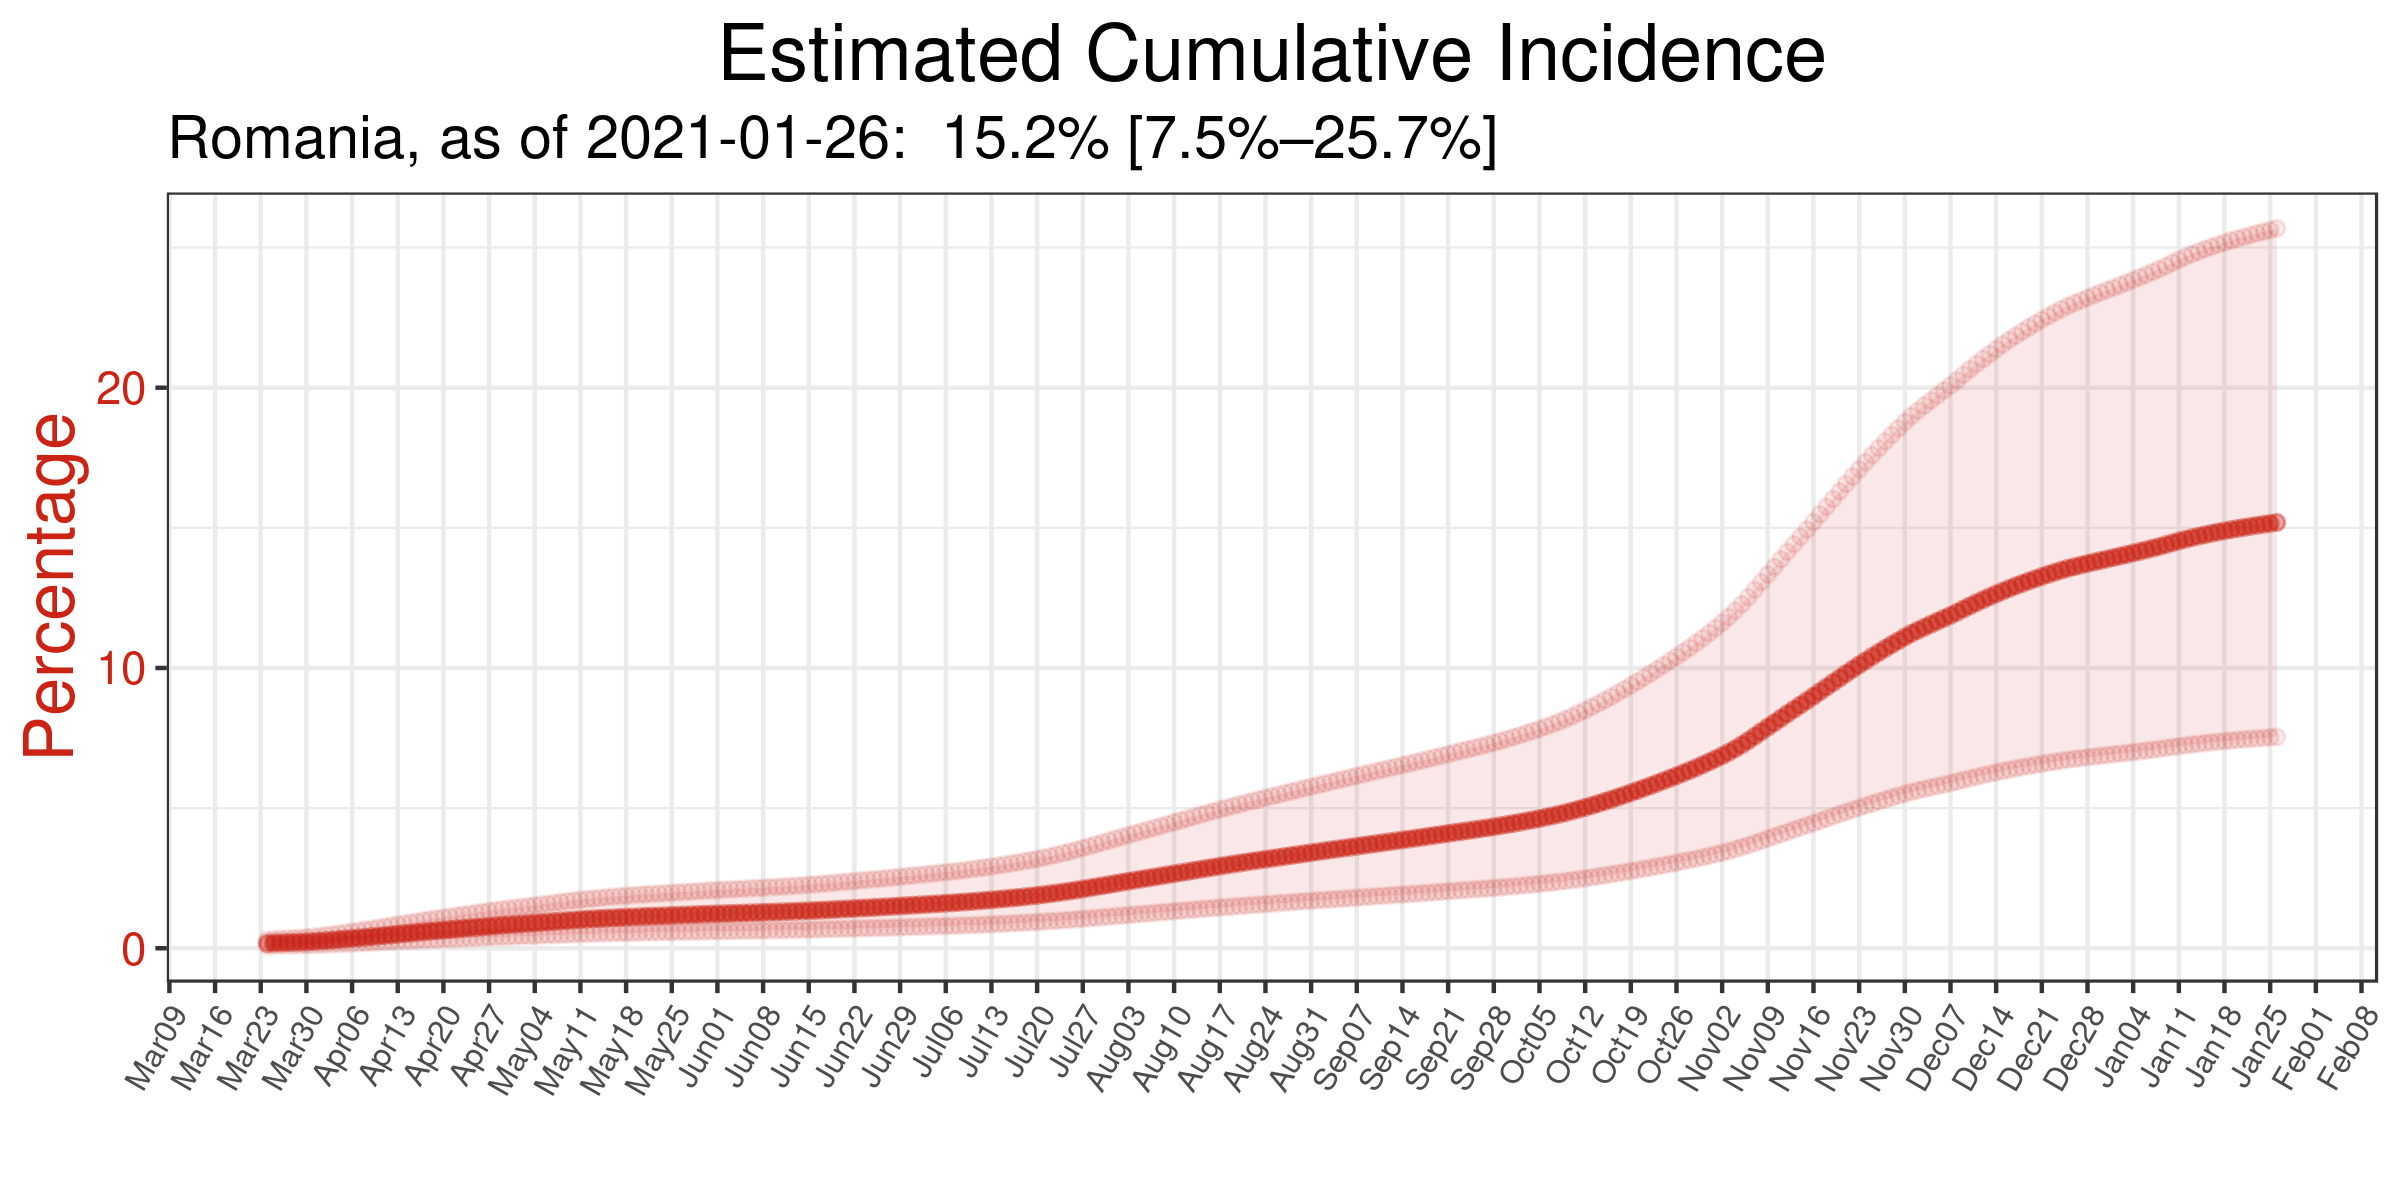 Estimated Cumulative Incidence
Romania, as of 2021-01-26:  15.2% [7.5%–25.7%]
Percentage
20
10
0
Mar09 Mar16 Mar23 Mar30 Apr06 Apr13 Apr20 Apr27 May04 May11 May18 May25 Jun01 Jun08 Jun15 Jun22 Jun29 Jul06 Jul13 Jul20 Jul27 Aug03 Aug10 Aug17 Aug24 Aug31 Sep07 Sep14 Sep21 Sep28 Oct05 Oct12 Oct19 Oct26 Nov02 Nov09 Nov16 Nov23 Nov30 Dec07 Dec14 Dec21 Dec28 Jan04 Jan11 Jan18 Jan25 Feb01 Feb08